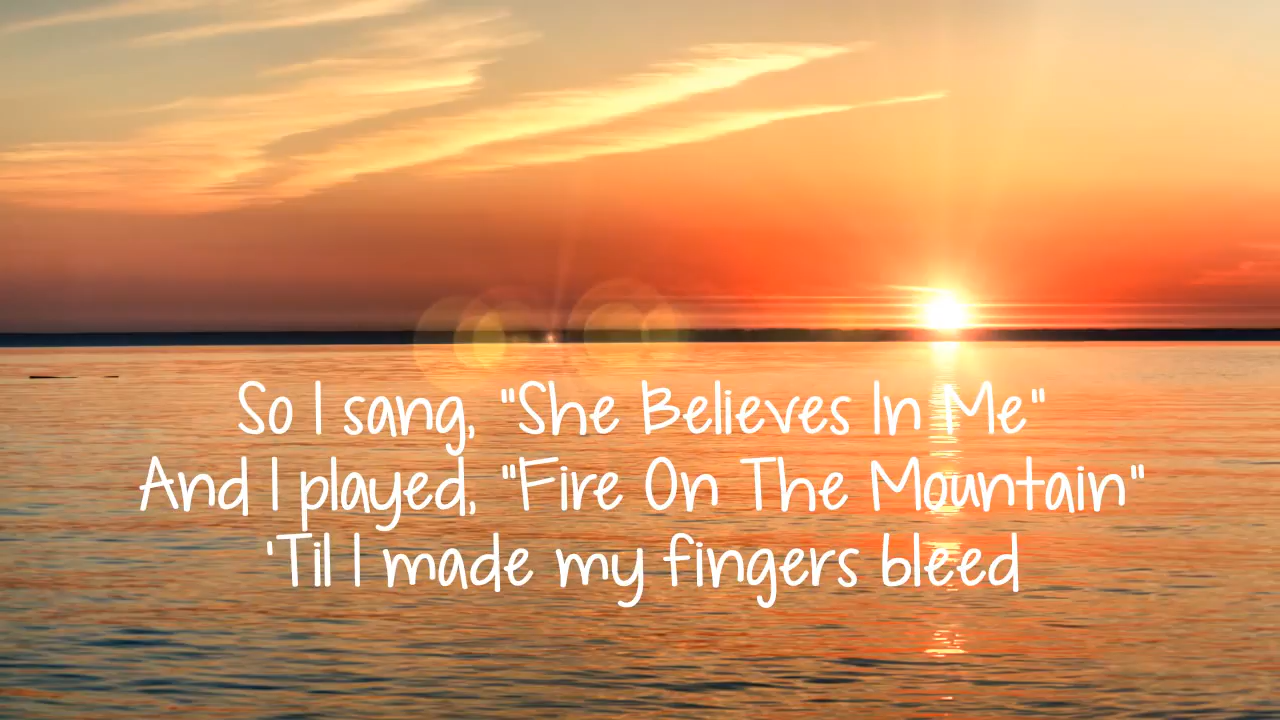 So I sang, "She Believes In Me"
And I played, "Fire On The Mountain"
'Til I made my fingers bleed